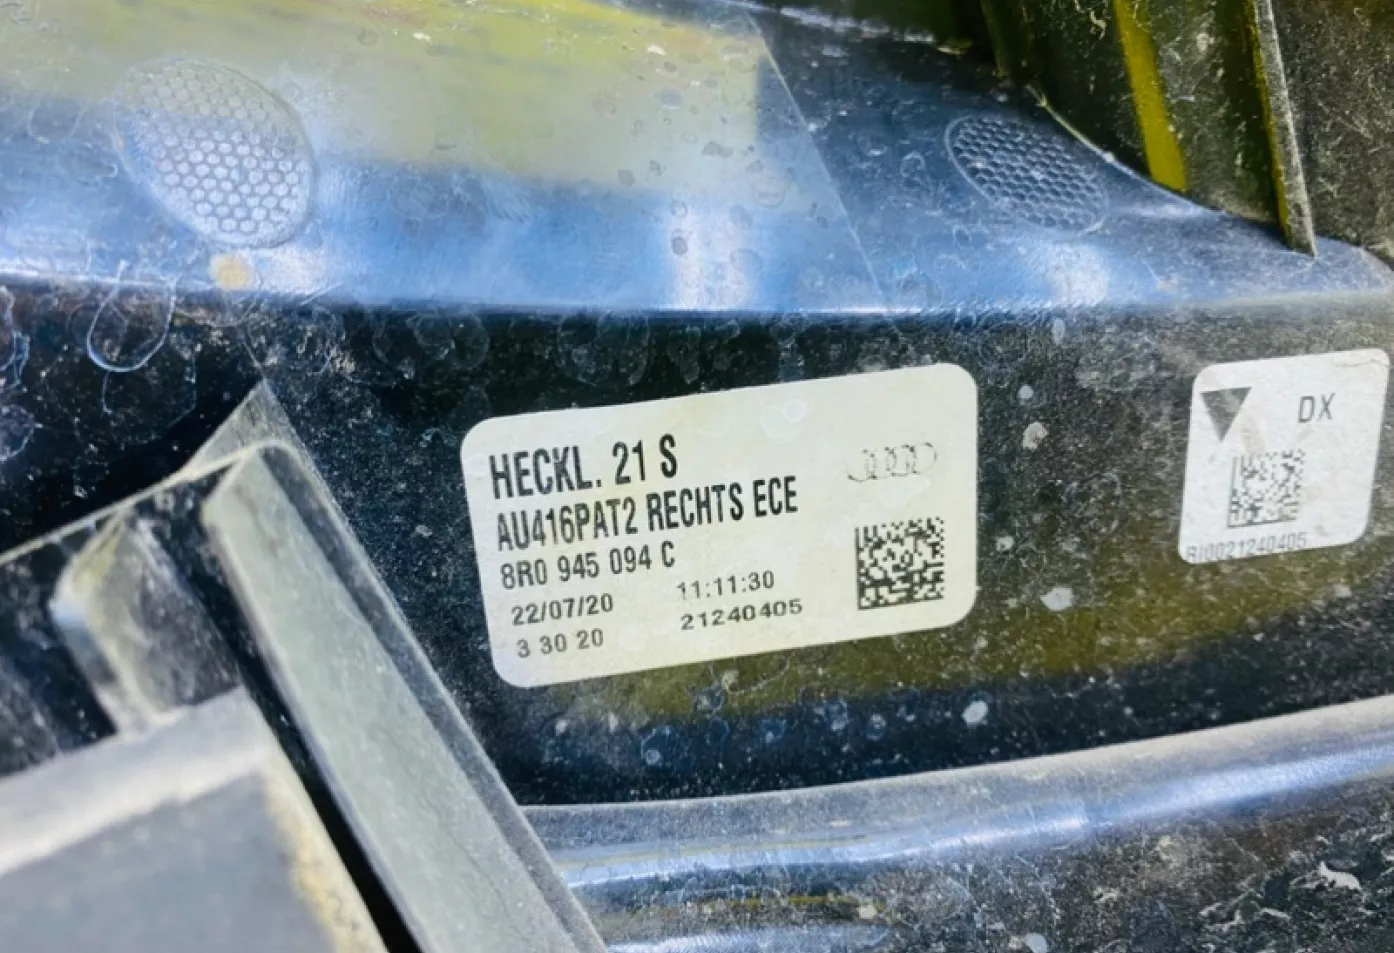 HECKL. 21 S
AU416PAT2 RECHTS ECE
8R0 945 094 C
22/07/20 11:11:30
3 30 20 21240405
DX
RI0021240405